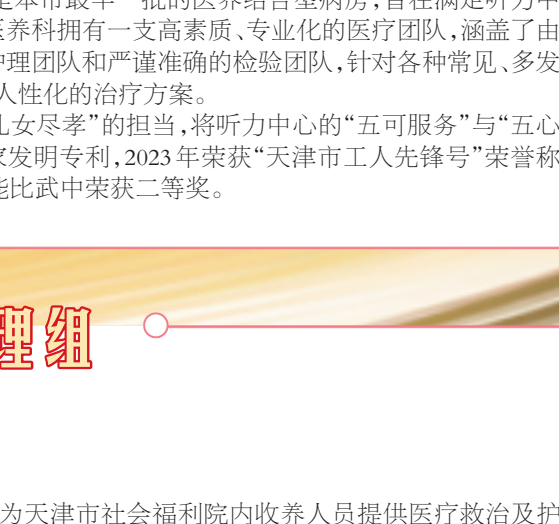 是本市最早一批的医养结合型病房，旨在满足听力中
医养科拥有一支高素质、专业化的医疗团队，涵盖了由
护理团队和严谨准确的检验团队，针对各种常见、多发
人性化的治疗方案。
儿女尽孝”的担当，将听力中心的“五可服务”与“五心
家发明专利，2023年荣获“天津市工人先锋号”荣誉称
能比武中荣获二等奖。
理组
为天津市社会福利院内收养人员提供医疗救治及护